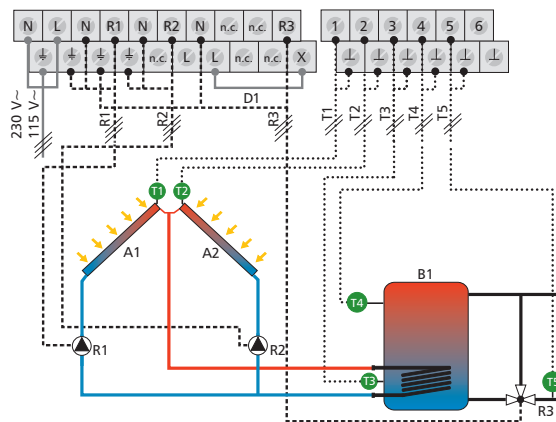 N L N R1 N R2 N n.c. n.c. R3 1 2 3 4 5 6
n.c. L L n.c. n.c. X
D1
230 V~
115 V~
R1
R2
R3
T1
T2
T3
T4
T5
T1 T2
A1 A2
B1
T4
R1 R2
T3 T5
R3